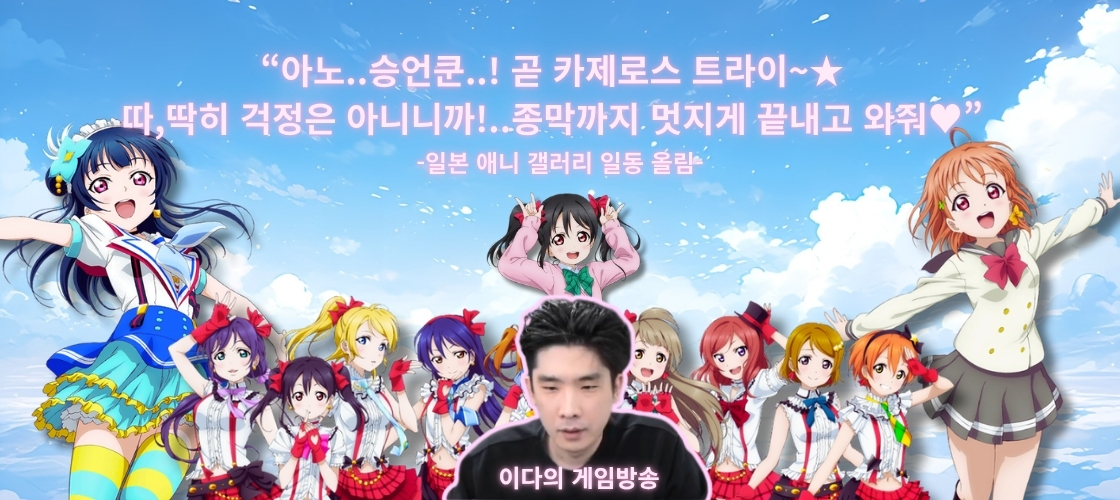 “아노..승언쿤..! 곧 카제로스 트라이~★
따,딱히 걱정은 아니니까!..종막까지 멋지게 끝내고 와줘♥”
-일본 애니 갤러리 일동 올림-
이다의 게임방송